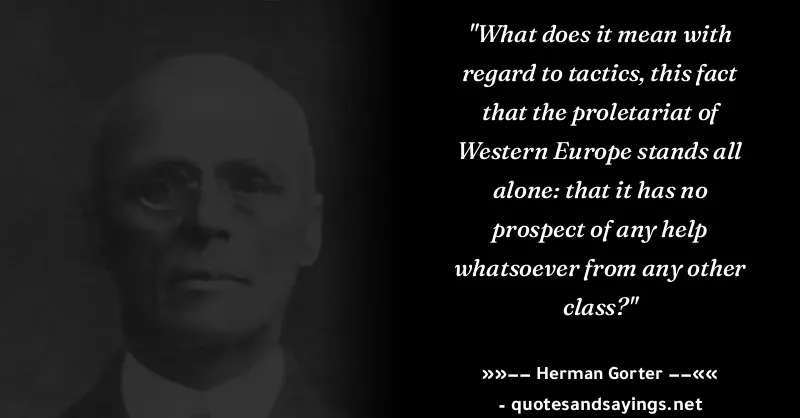 "What does it mean with
regard to tactics, this fact
that the proletariat of
Western Europe stands all
alone: that it has no
prospect of any help
whatsoever from any other
class?"
»»−− Herman Gorter −−««
- quotesandsayings.net